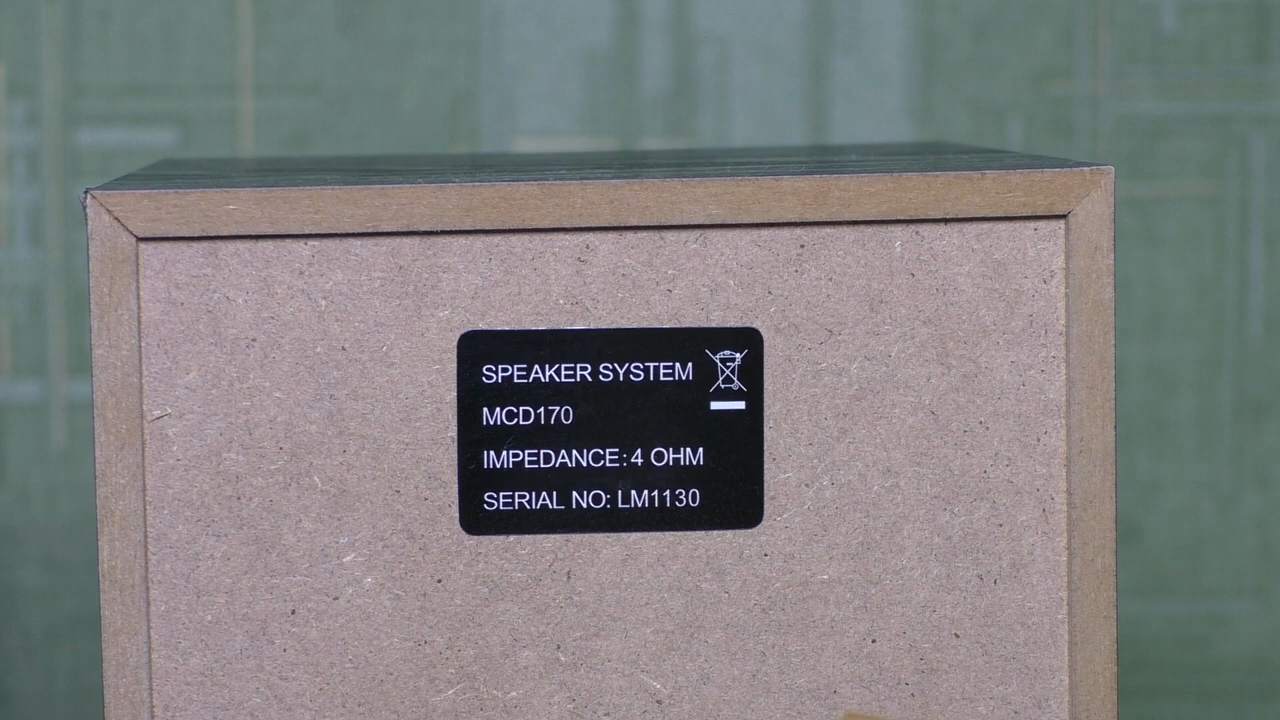 SPEAKER SYSTEM
MCD170
IMPEDANCE: 4 OHM
SERIAL NO: LM1130